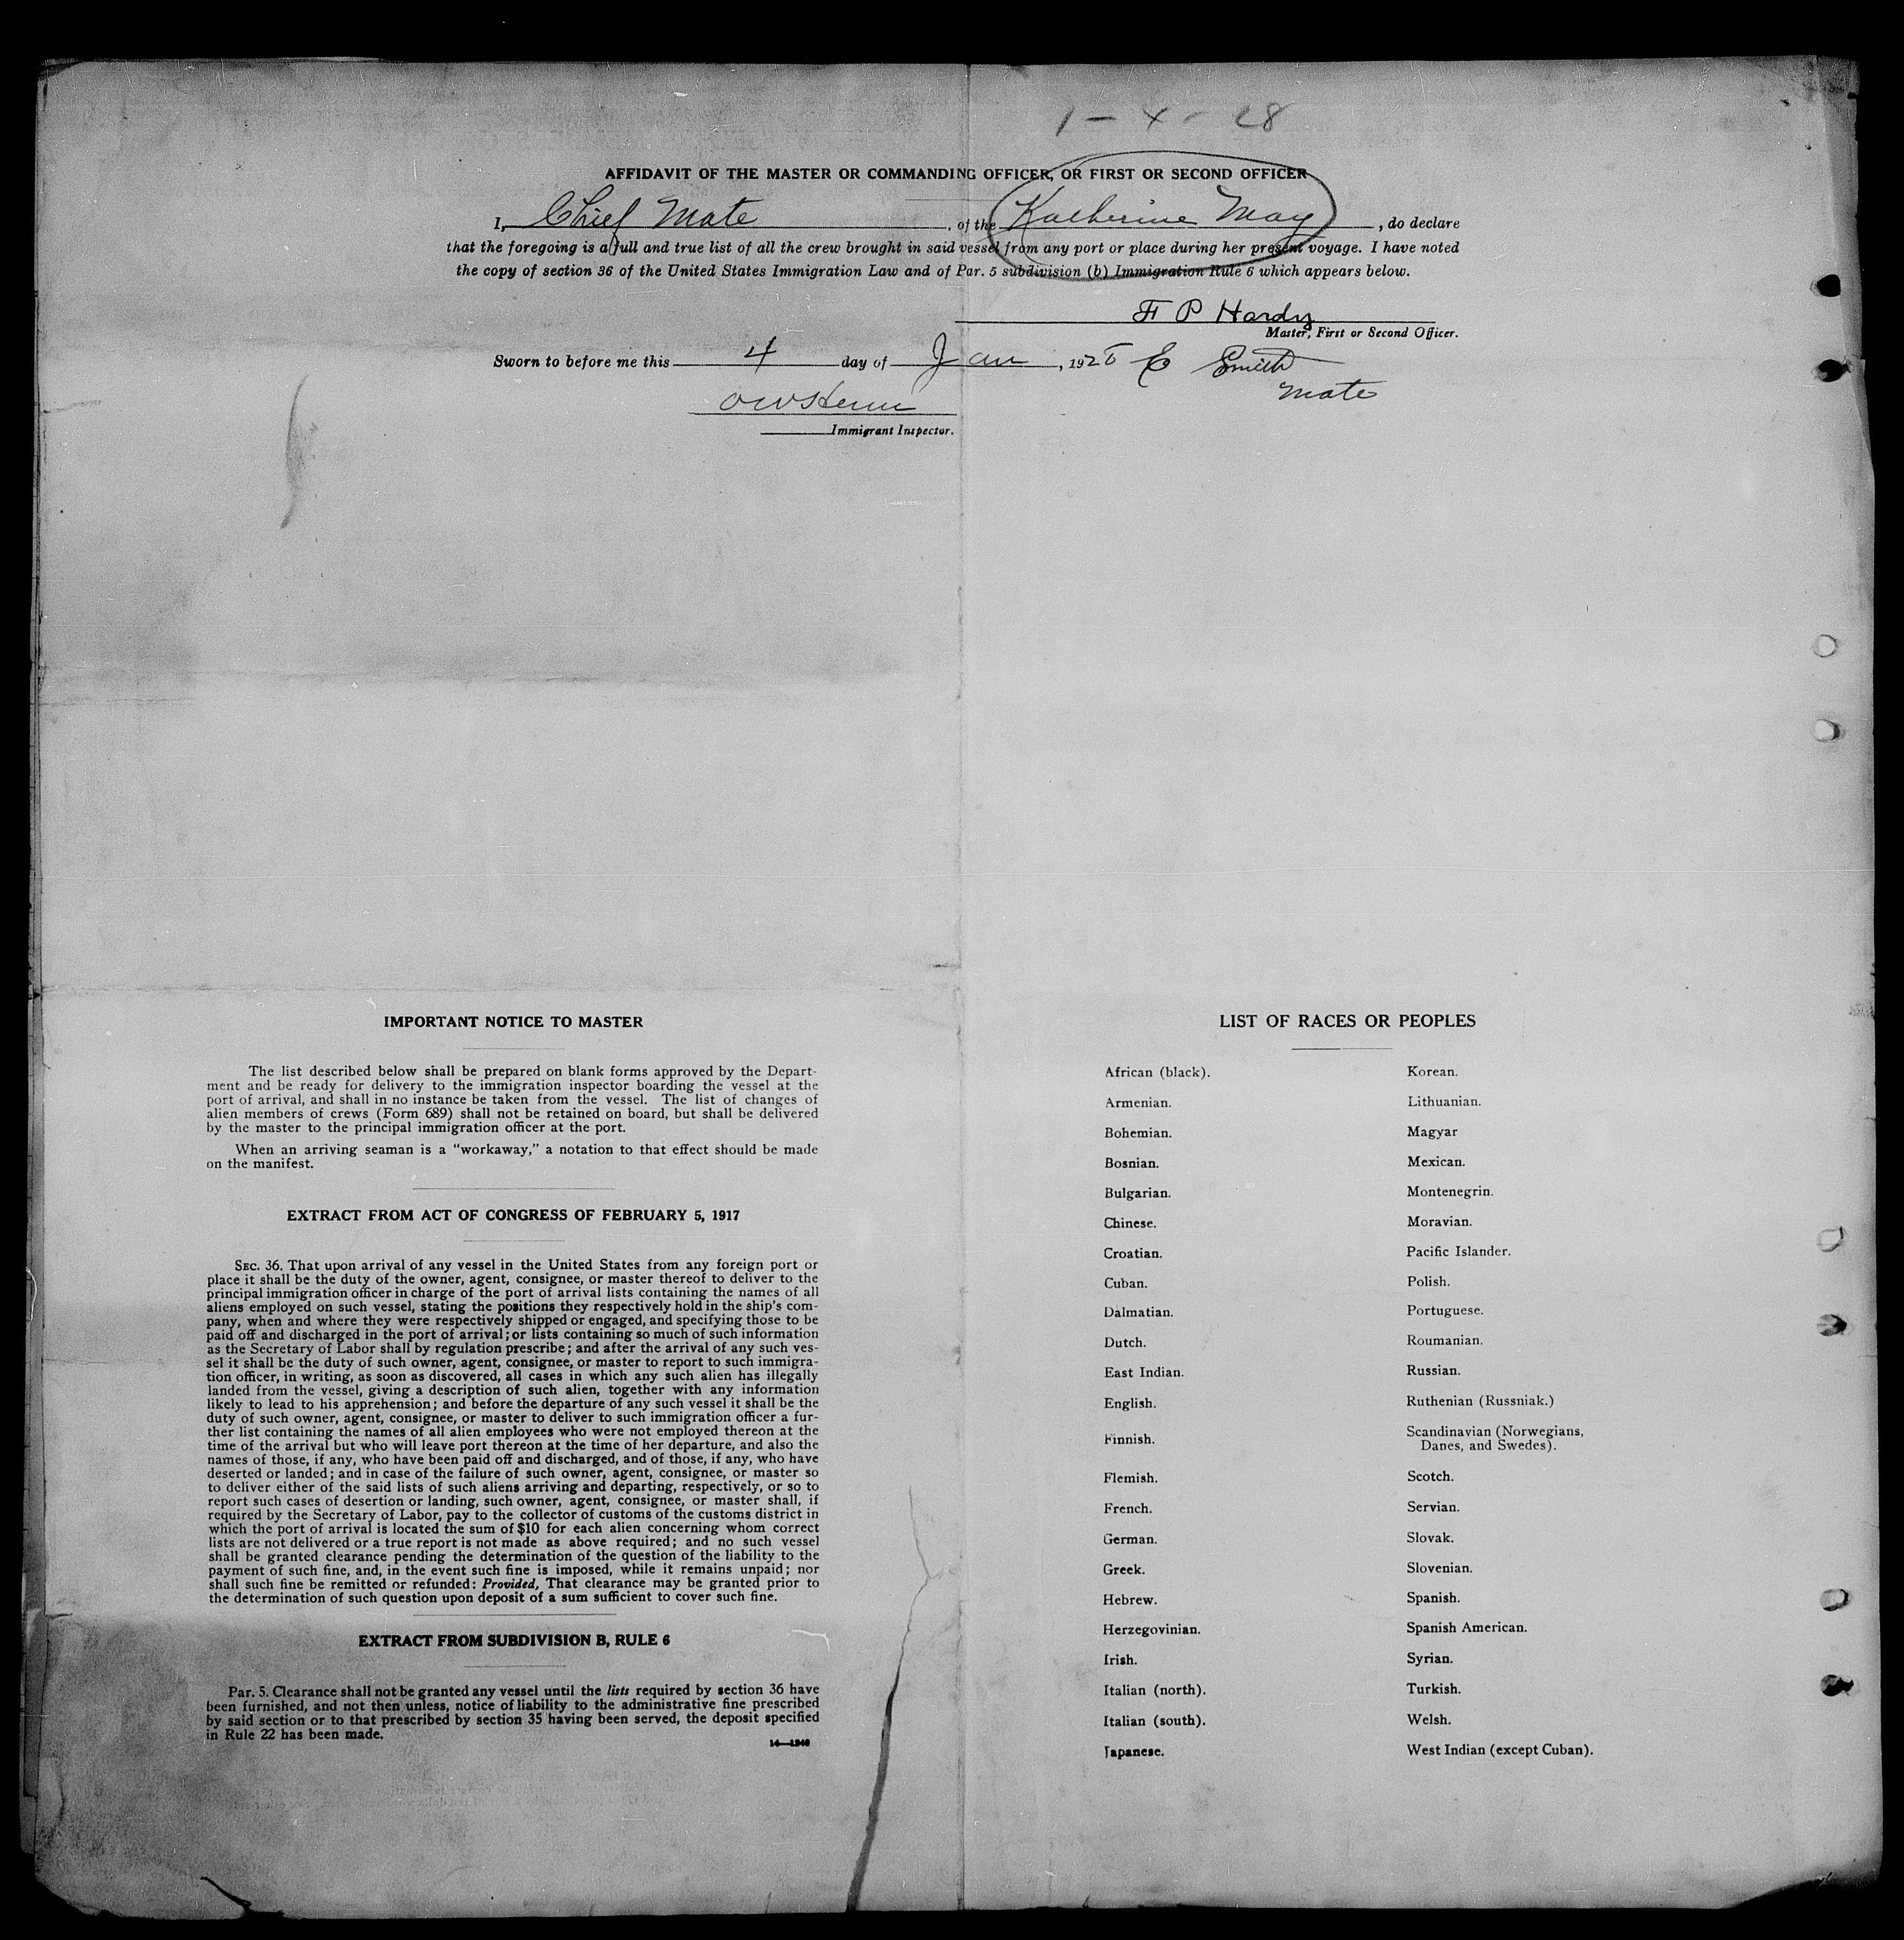 1 - 4 - 28
AFFIDAVIT OF THE MASTER OR COMMANDING OFFICER, OR FIRST OR SECOND OFFICER
I, Chief Mate, of the Katherine May, do declare
that the foregoing is a full and true list of all the crew brought in said vessel from any port or place during her present voyage. I have noted
the copy of section 36 of the United States Immigration Law and of Par. 5 subdivision (b) Immigration Rule 6 which appears below.
F P Hardy
Master, First or Second Officer.
Sworn to before me this 4 day of Jan, 1928 E Smith
mate
Immigrant Inspector.
IMPORTANT NOTICE TO MASTER
The list described below shall be prepared on blank forms approved by the Depart-
ment and be ready for delivery to the immigration inspector boarding the vessel at the
port of arrival, and shall in no instance be taken from the vessel. The list of changes of
alien members of crews (Form 689) shall not be retained on board, but shall be delivered
by the master to the principal immigration officer at the port.
When an arriving seaman is a “workaway,” a notation to that effect should be made
on the manifest.
EXTRACT FROM ACT OF CONGRESS OF FEBRUARY 5, 1917
SEC. 36. That upon arrival of any vessel in the United States from any foreign port or
place it shall be the duty of the owner, agent, consignee, or master thereof to deliver to the
principal immigration officer in charge of the port of arrival lists containing the names of all
aliens employed on such vessel, stating the positions they respectively hold in the ship's com-
pany, when and where they were respectively shipped or engaged, and specifying those to be
paid off and discharged in the port of arrival; or lists containing so much of such information
as the Secretary of Labor shall by regulation prescribe; and after the arrival of any such ves-
sel it shall be the duty of such owner, agent, consignee, or master to report to such immigra-
tion officer, in writing, as soon as discovered, all cases in which any such alien has illegally
landed from the vessel, giving a description of such alien, together with any information
likely to lead to his apprehension; and before the departure of any such vessel it shall be the
duty of such owner, agent, consignee, or master to deliver to such immigration officer a fur-
ther list containing the names of all alien employees who were not employed thereon at the
time of the arrival but who will leave port thereon at the time of her departure, and also the
names of those, if any, who have been paid off and discharged, and of those, if any, who have
deserted or landed; and in case of the failure of such owner, agent, consignee, or master so
to deliver either of the said lists of such aliens arriving and departing, respectively, or so to
report such cases of desertion or landing, such owner, agent, consignee, or master shall, if
required by the Secretary of Labor, pay to the collector of customs of the customs district in
which the port of arrival is located the sum of $10 for each alien concerning whom correct
lists are not delivered or a true report is not made as above required; and no such vessel
shall be granted clearance pending the determination of the question of the liability to the
payment of such fine, and, in the event such fine is imposed, while it remains unpaid; nor
shall such fine be remitted or refunded: Provided, That clearance may be granted prior to
the determination of such question upon deposit of a sum sufficient to cover such fine.
EXTRACT FROM SUBDIVISION B, RULE 6
Par. 5. Clearance shall not be granted any vessel until the lists required by section 36 have
been furnished, and not then unless, notice of liability to the administrative fine prescribed
by said section or to that prescribed by section 35 having been served, the deposit specified
in Rule 22 has been made.
14—1240
LIST OF RACES OR PEOPLES
African (black).
Armenian.
Bohemian.
Bosnian.
Bulgarian.
Chinese.
Croatian.
Cuban.
Dalmatian.
Dutch.
East Indian.
English.
Finnish.
Flemish.
French.
German.
Greek.
Hebrew.
Herzegovinian.
Irish.
Italian (north).
Italian (south).
Japanese.
Korean.
Lithuanian.
Magyar
Mexican.
Montenegrin.
Moravian.
Pacific Islander.
Polish.
Portuguese.
Roumanian.
Russian.
Ruthenian (Russniak.)
Scandinavian (Norwegians,
Danes, and Swedes).
Scotch.
Servian.
Slovak.
Slovenian.
Spanish.
Spanish American.
Syrian.
Turkish.
Welsh.
West Indian (except Cuban).